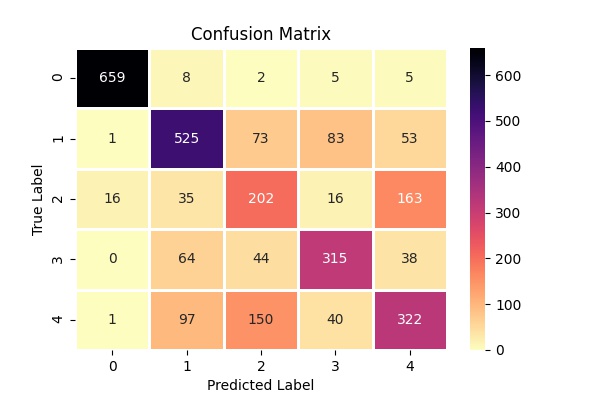 Confusion Matrix
True Label
0 659 8 2 5 5
1 1 525 73 83 53
2 16 35 202 16 163
3 0 64 44 315 38
4 1 97 150 40 322
0 1 2 3 4
Predicted Label
600
500
400
300
200
100
0